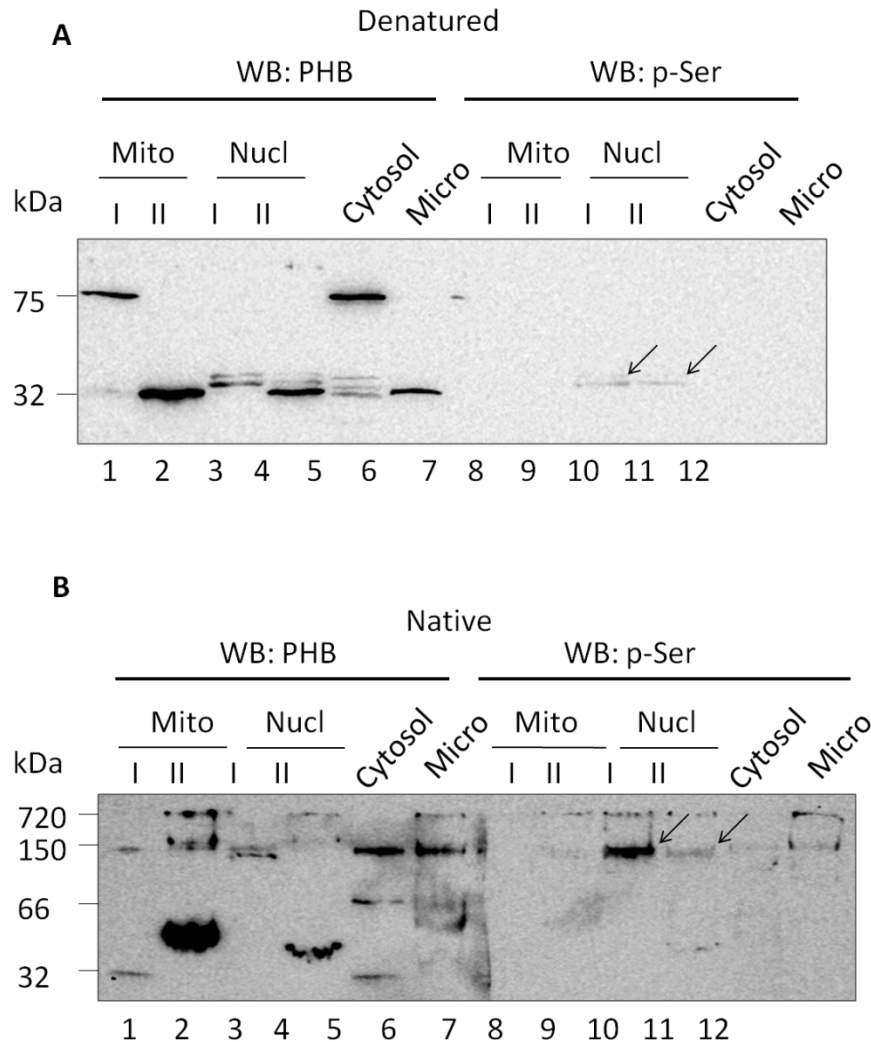 A
Denatured
WB: PHB WB: p-Ser
Mito Nucl Cytosol Micro Mito Nucl Cytosol Micro
kDa
I II I II I II I II
75
32
1 2 3 4 5 6 7 8 9 10 11 12
B
Native
WB: PHB WB: p-Ser
Mito Nucl Cytosol Micro Mito Nucl Cytosol Micro
kDa
I II I II I II I II
720
150
66
32
1 2 3 4 5 6 7 8 9 10 11 12